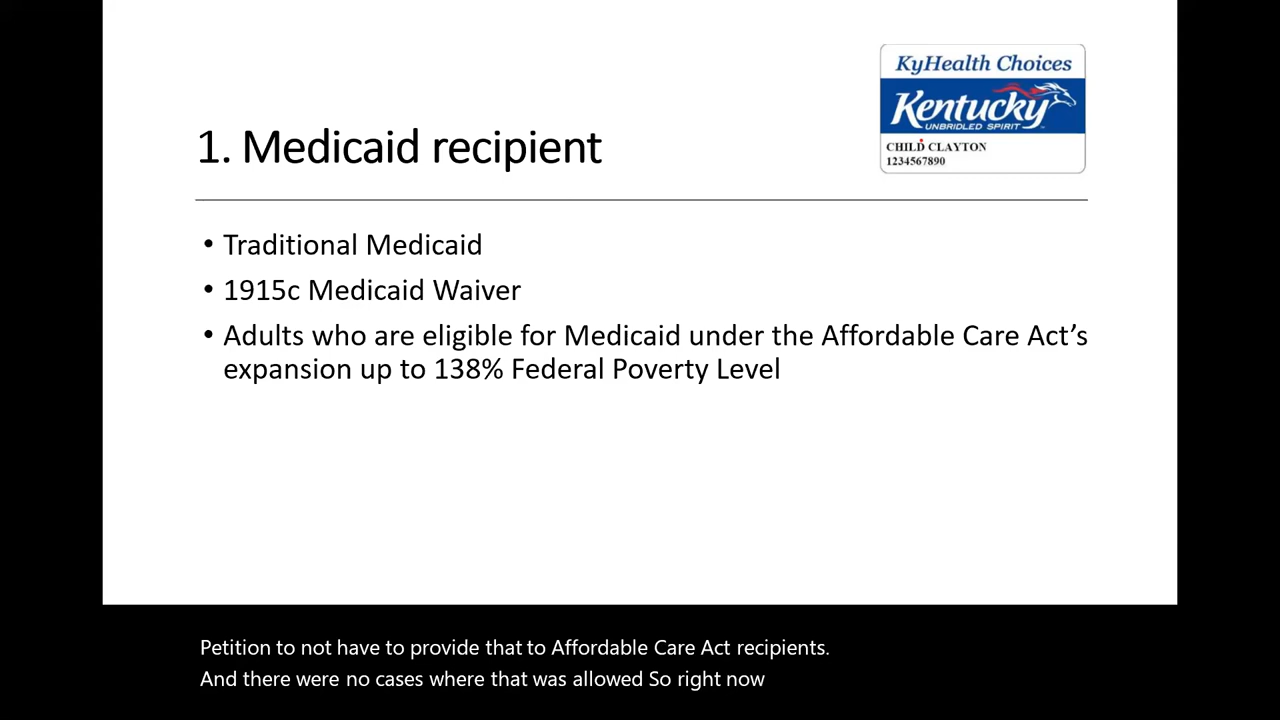 KyHealth Choices
Kentucky
UNBRIDLED SPIRIT™
CHILD CLAYTON
1234567890
1. Medicaid recipient
• Traditional Medicaid
• 1915c Medicaid Waiver
• Adults who are eligible for Medicaid under the Affordable Care Act’s
expansion up to 138% Federal Poverty Level
Petition to not have to provide that to Affordable Care Act recipients.
And there were no cases where that was allowed So right now